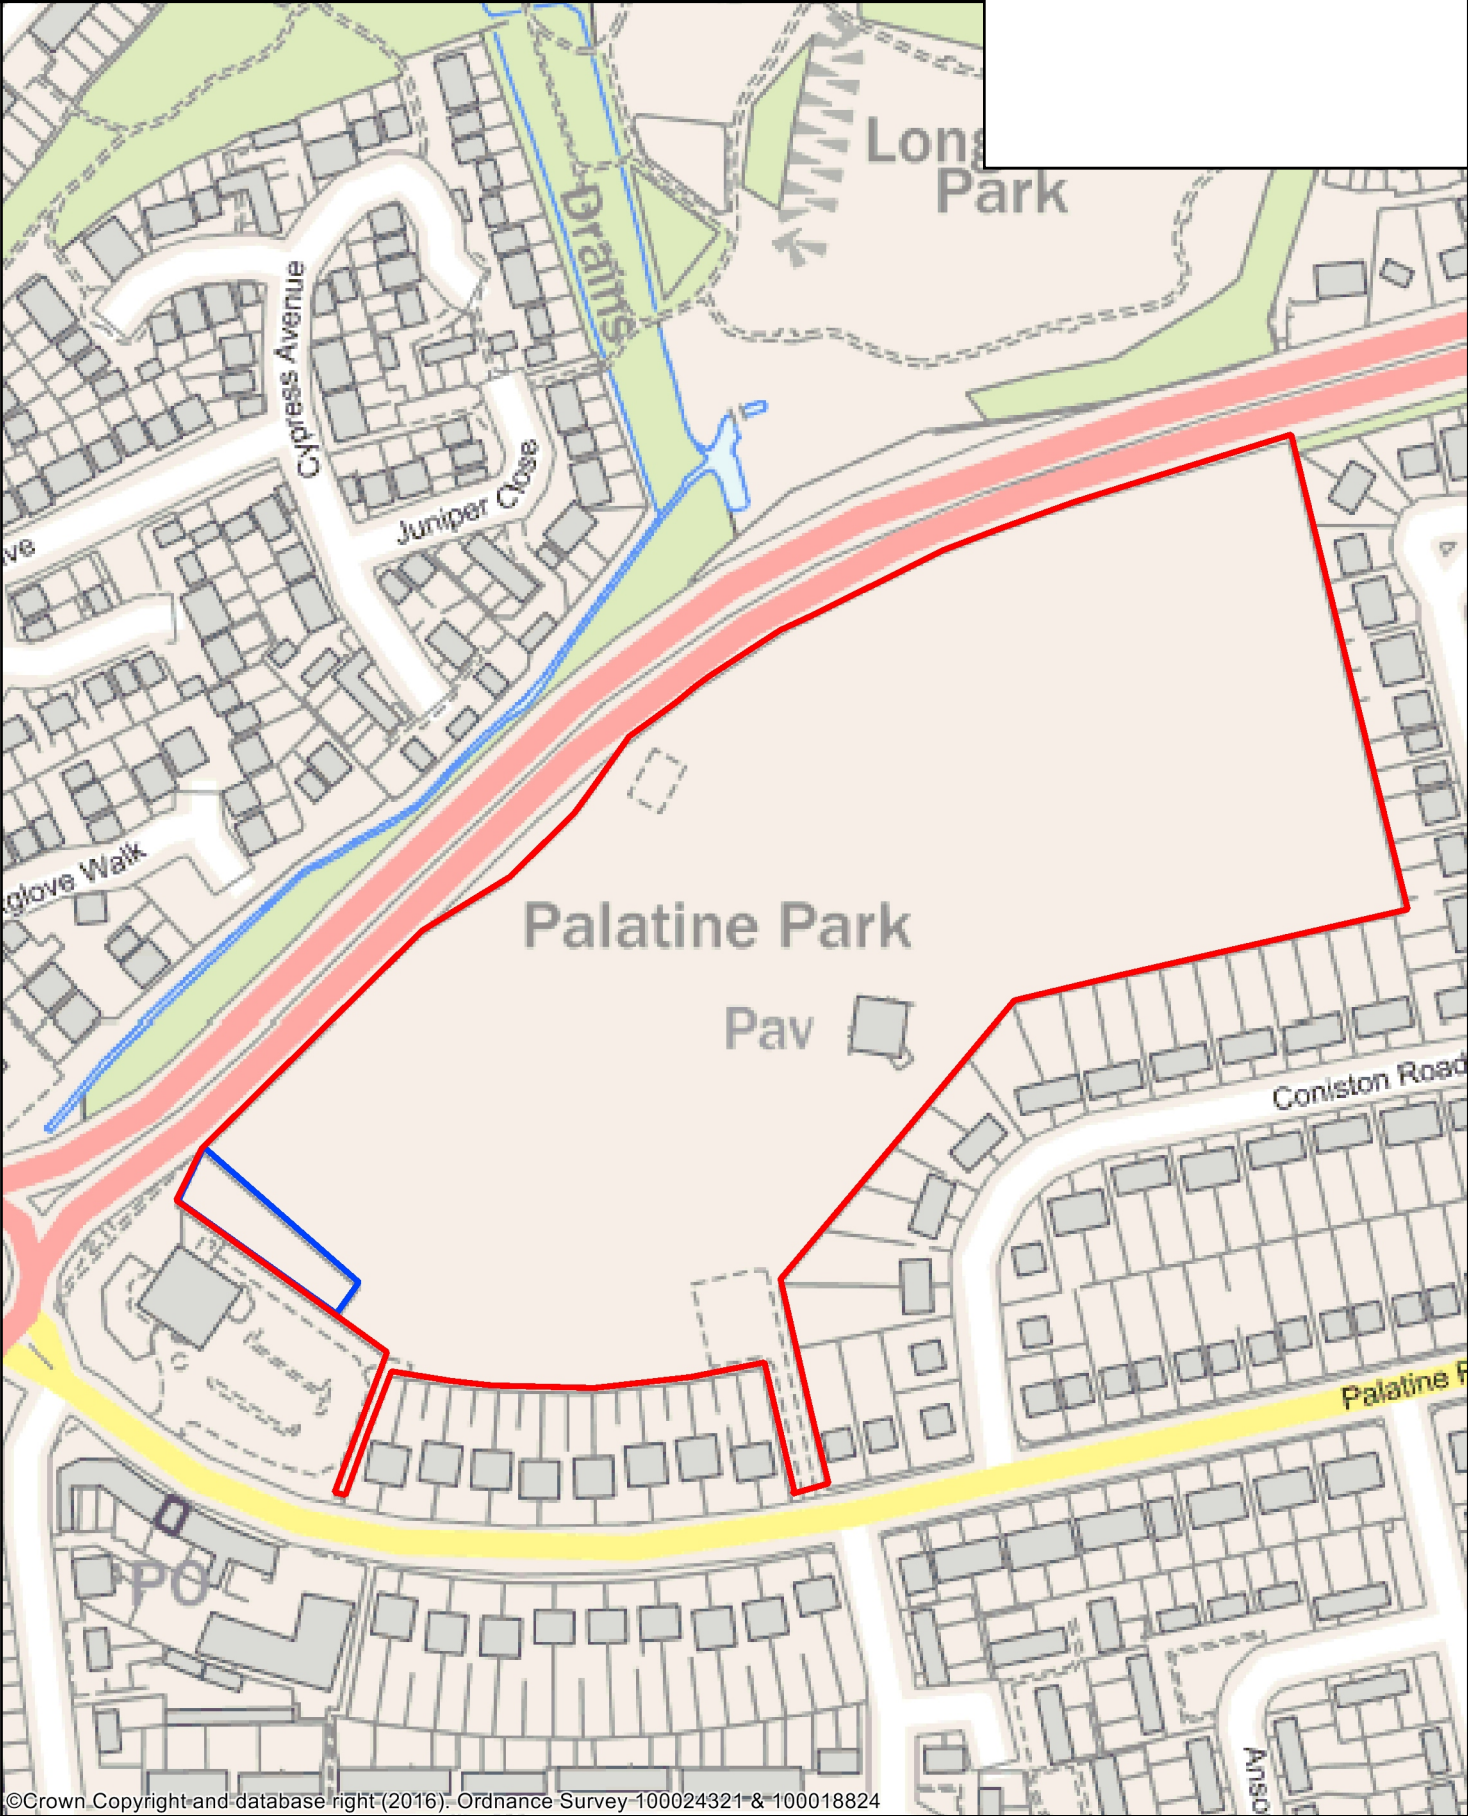 Lon
Park
Drains
Cypress Avenue
Juniper Close
ve
glove Walk
Palatine Park
Pav
Coniston Road
Palatine
PO
Anso
©Crown Copyright and database right (2016). Ordnance Survey 100024321 & 100018824